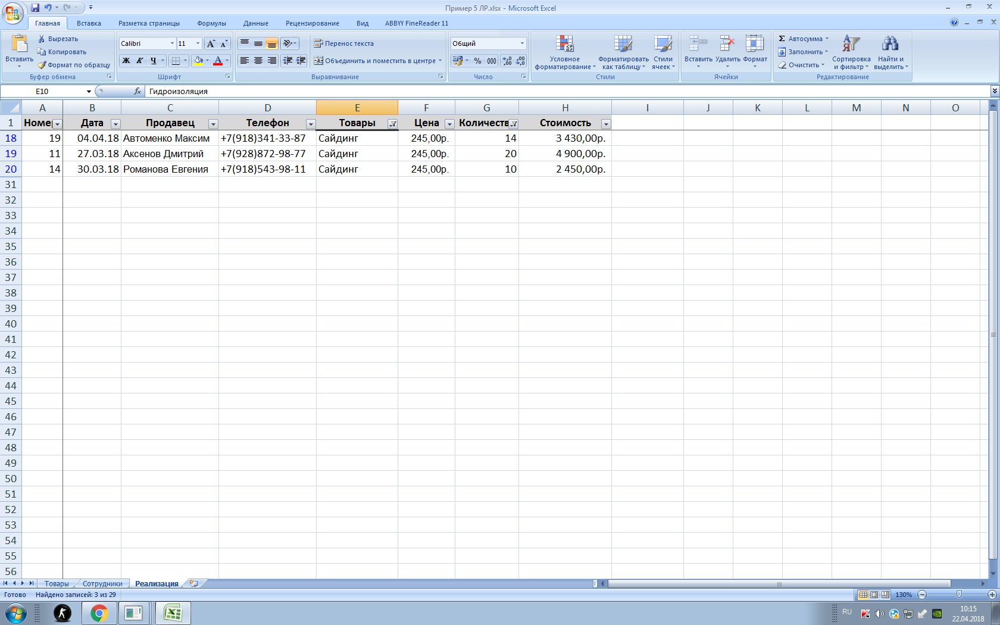 Пример 5 ЛР.xlsx - Microsoft Excel
Главная Вставка Разметка страницы Формулы Данные Рецензирование Вид ABBYY FineReader 11
Вставить
Вырезать
Копировать
Формат по образцу
Буфер обмена
Calibri 11
Ж К Ч
Шрифт
Перенос текста
Объединить и поместить в центре
Выравнивание
Общий
% 000
Число
Условное форматирование
Форматировать как таблицу
Стили ячеек
Стили
Вставить Удалить Формат
Ячейки
Σ Автосумма
Заполнить
Очистить
Сортировка и фильтр
Найти и выделить
Редактирование
E10 fx Гидроизоляция
A B C D E F G H I J K L M N O
1 Номе Дата Продавец Телефон Товары Цена Количеств Стоимость
18 19 04.04.18 Автоменко Максим +7(918)341-33-87 Сайдинг 245,00р. 14 3 430,00р.
19 11 27.03.18 Аксенов Дмитрий +7(928)872-98-77 Сайдинг 245,00р. 20 4 900,00р.
20 14 30.03.18 Романова Евгения +7(918)543-98-11 Сайдинг 245,00р. 10 2 450,00р.
31
32
33
34
35
36
37
38
39
40
41
42
43
44
45
46
47
48
49
50
51
52
53
54
55
56
Товары Сотрудники Реализация
Готово Найдено записей: 3 из 29 130%
RU 10:15
22.04.2018